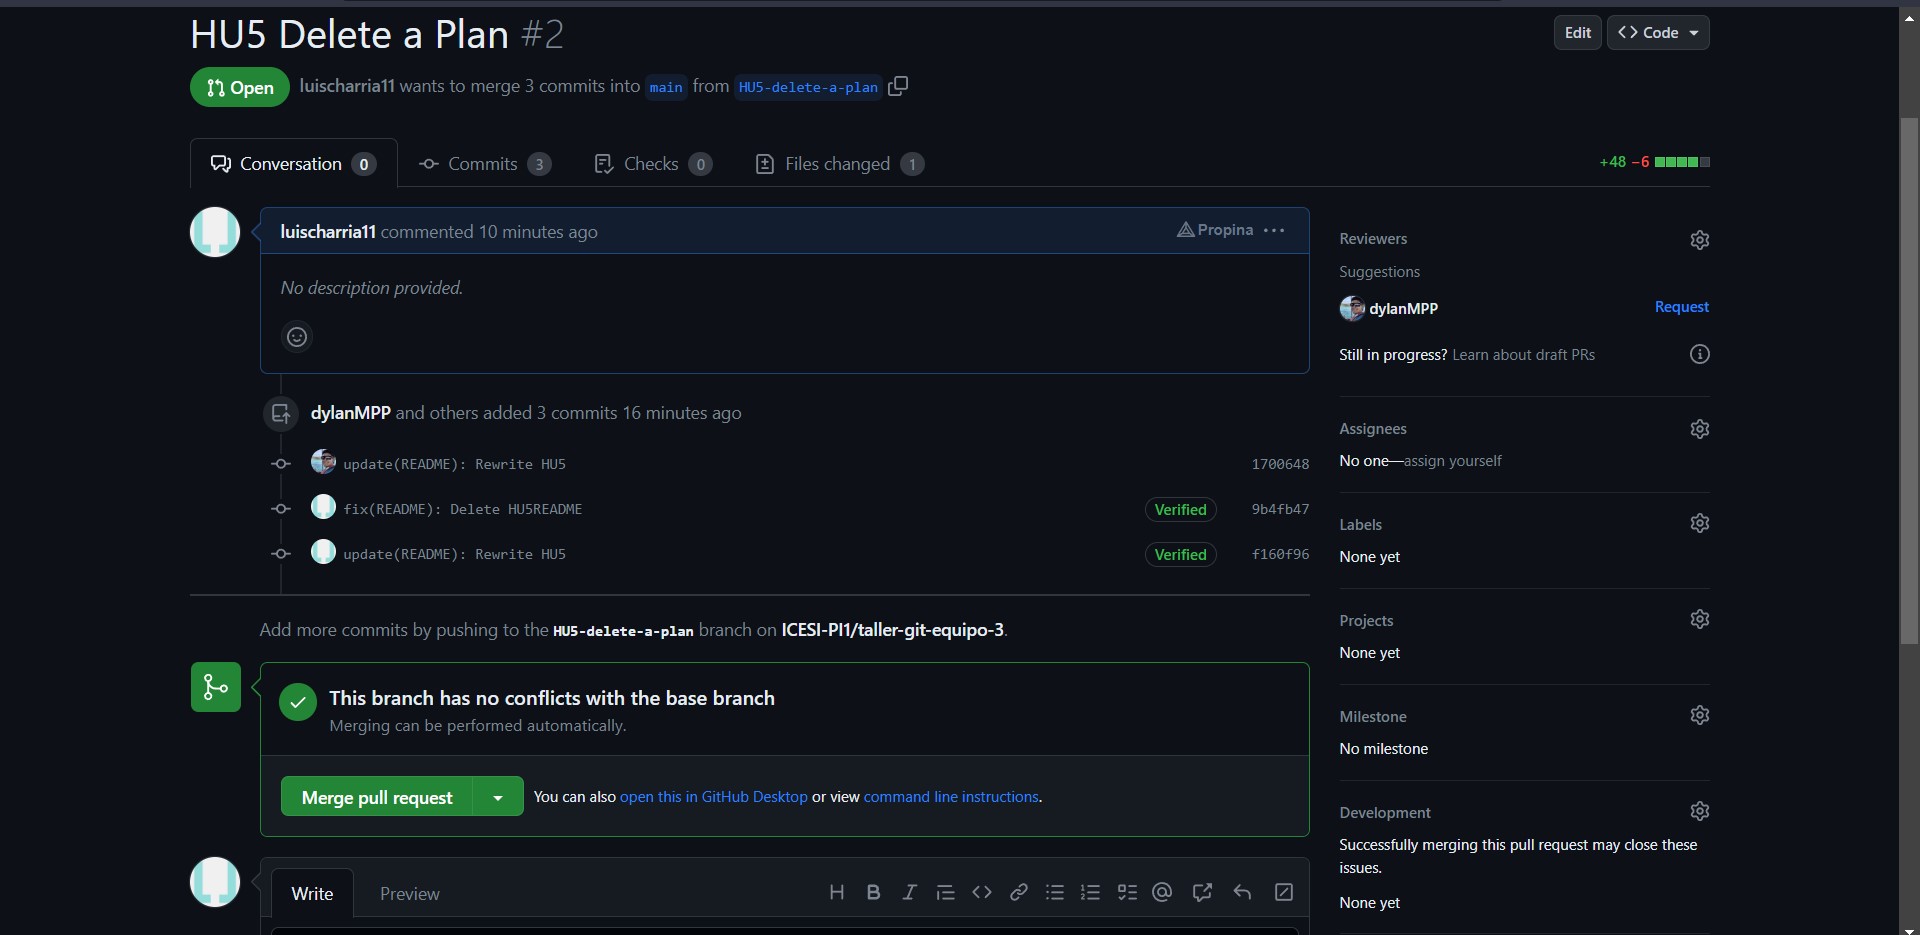 HU5 Delete a Plan #2
Edit
<> Code
Open
luischarria11 wants to merge 3 commits into main from HU5-delete-a-plan
Conversation 0
Commits 3
Checks 0
Files changed 1
+48 −6
luischarria11 commented 10 minutes ago
Propina ···
No description provided.
dylanMPP and others added 3 commits 16 minutes ago
update(README): Rewrite HU5 1700648
fix(README): Delete HU5README Verified 9b4fb47
update(README): Rewrite HU5 Verified f160f96
Add more commits by pushing to the HU5-delete-a-plan branch on ICESI-PI1/taller-git-equipo-3.
This branch has no conflicts with the base branch
Merging can be performed automatically.
Merge pull request
You can also open this in GitHub Desktop or view command line instructions.
Write
Preview
Reviewers
Suggestions
dylanMPP Request
Still in progress? Learn about draft PRs
Assignees
No one—assign yourself
Labels
None yet
Projects
None yet
Milestone
No milestone
Development
Successfully merging this pull request may close these
issues.
None yet